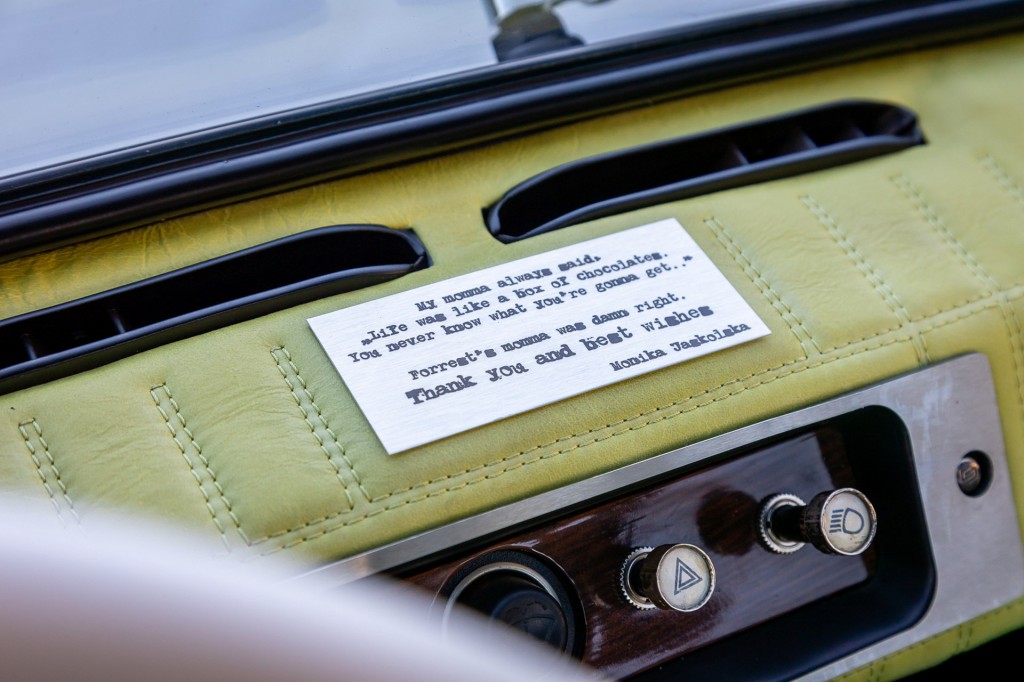 My momma always said,
„Life was like a box of chocolates.
You never know what you're gonna get..”
Forrest's momma was damn right.
Thank you and best wishes
Monika Jaskolska